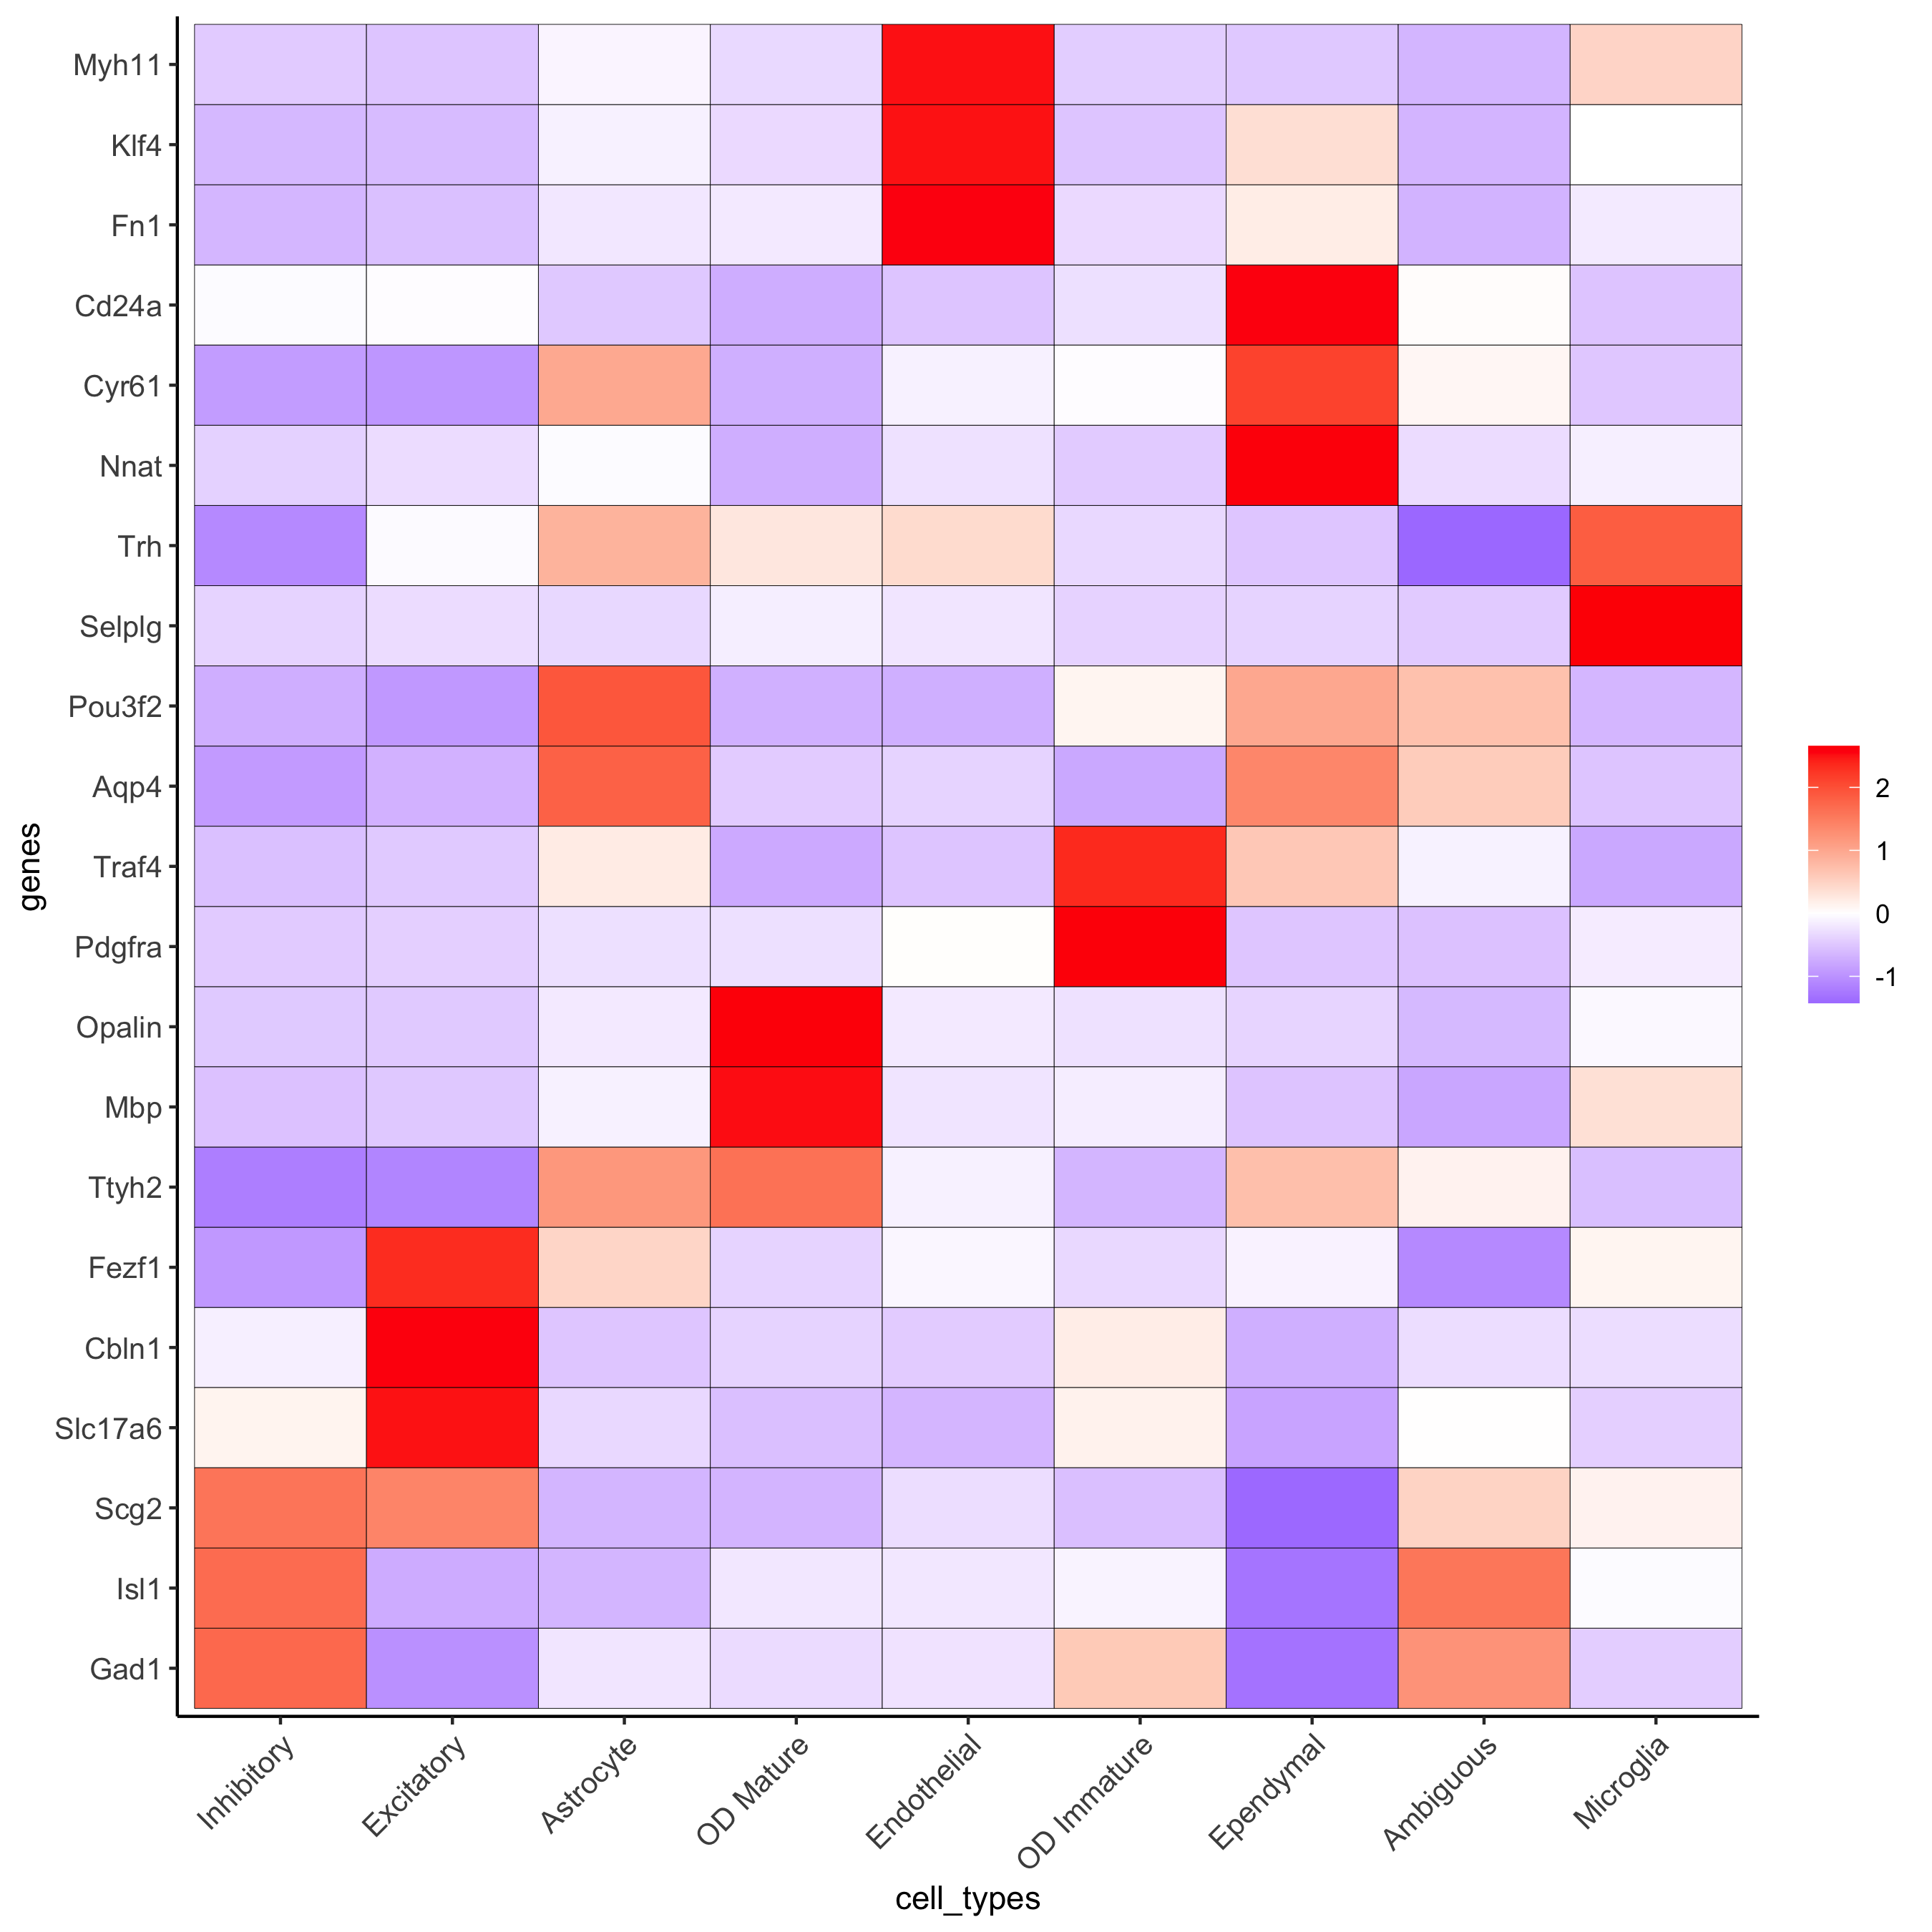 Myh11
Klf4
Fn1
Cd24a
Cyr61
Nnat
Trh
Selplg
Pou3f2
Aqp4
Traf4
Pdgfra
Opalin
Mbp
Ttyh2
Fezf1
Cbln1
Slc17a6
Scg2
Isl1
Gad1
genes
Inhibitory
Excitatory
Astrocyte
OD Mature
Endothelial
OD Immature
Ependymal
Ambiguous
Microglia
cell_types
2
1
0
-1